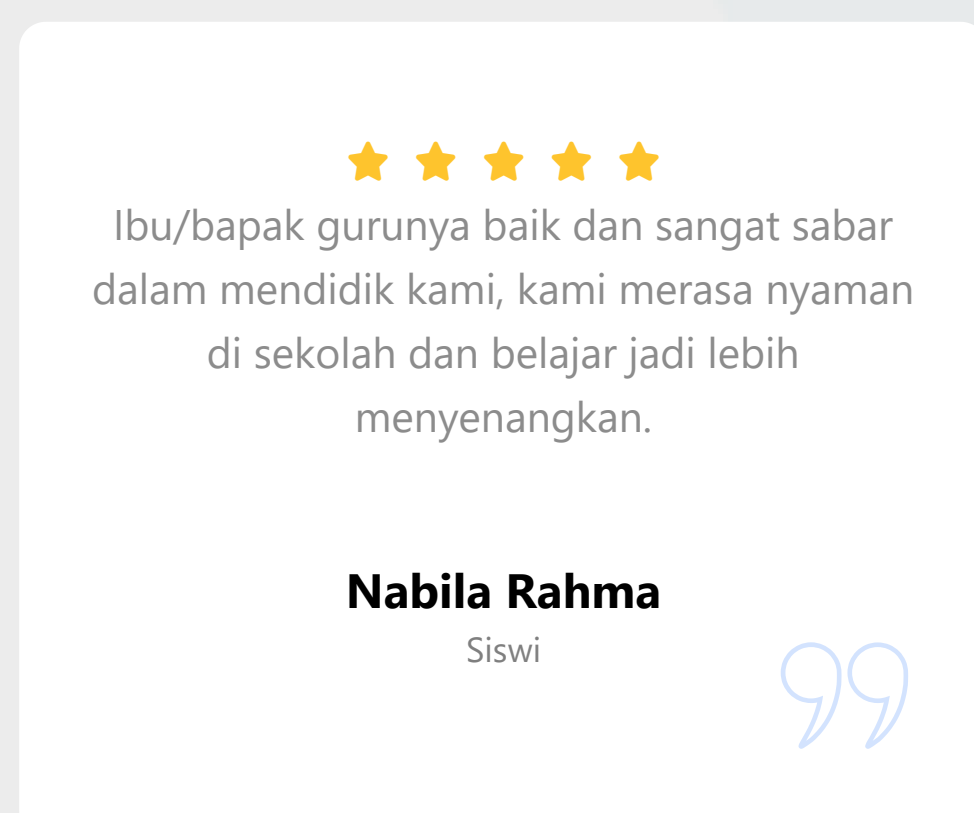 Ibu/bapak gurunya baik dan sangat sabar
dalam mendidik kami, kami merasa nyaman
di sekolah dan belajar jadi lebih
menyenangkan.
Nabila Rahma
Siswi